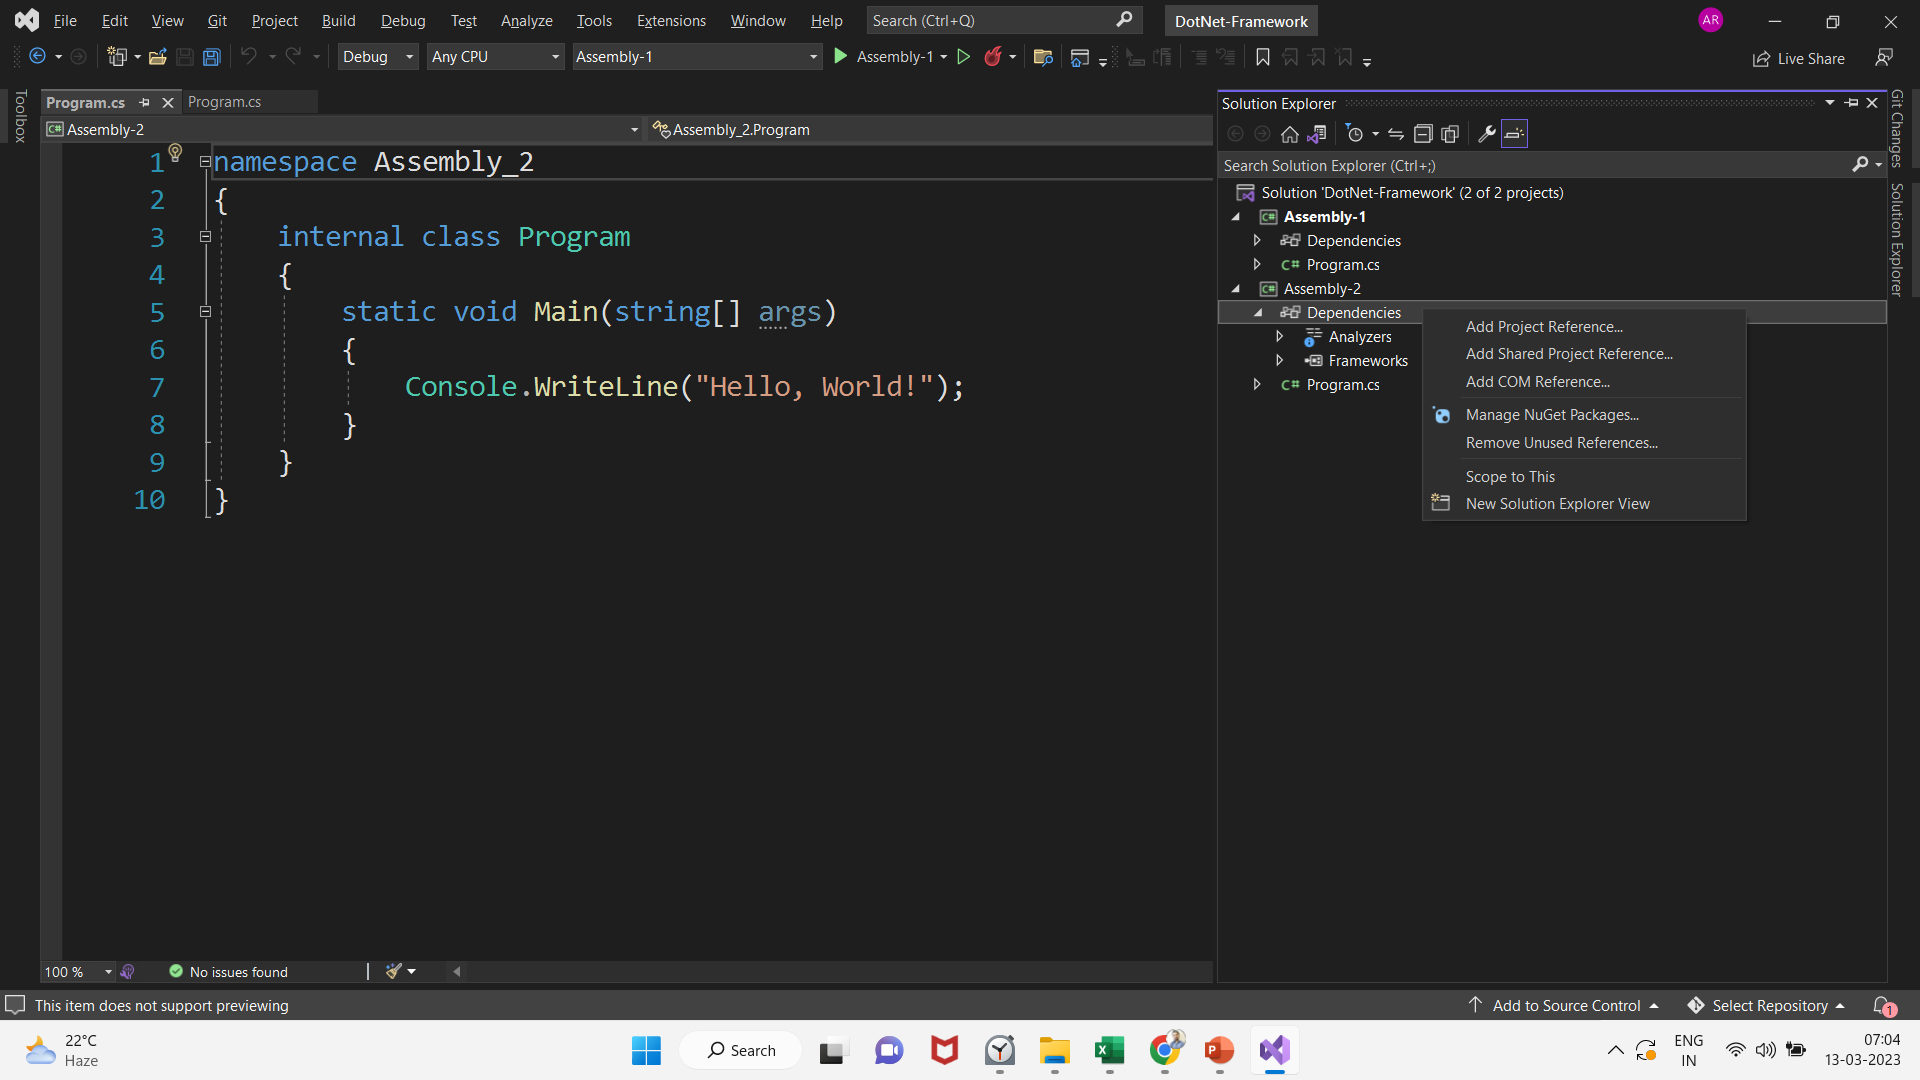 File Edit View Git Project Build Debug Test Analyze Tools Extensions Window Help Search (Ctrl+Q) DotNet-Framework AR
Debug Any CPU Assembly-1 Assembly-1 Live Share
Toolbox
Program.cs Program.cs
Assembly-2 Assembly_2.Program
1 namespace Assembly_2
2 {
3 internal class Program
4 {
5 static void Main(string[] args)
6 {
7 Console.WriteLine("Hello, World!");
8 }
9 }
10 }
Solution Explorer
Search Solution Explorer (Ctrl+;)
Solution 'DotNet-Framework' (2 of 2 projects)
C# Assembly-1
Dependencies
C# Program.cs
C# Assembly-2
Dependencies
Analyzers
Frameworks
C# Program.cs
Add Project Reference...
Add Shared Project Reference...
Add COM Reference...
Manage NuGet Packages...
Remove Unused References...
Scope to This
New Solution Explorer View
Git Changes
Solution Explorer
100 % No issues found
This item does not support previewing Add to Source Control Select Repository 1
22°C
Haze
Search
ENG
IN
07:04
13-03-2023